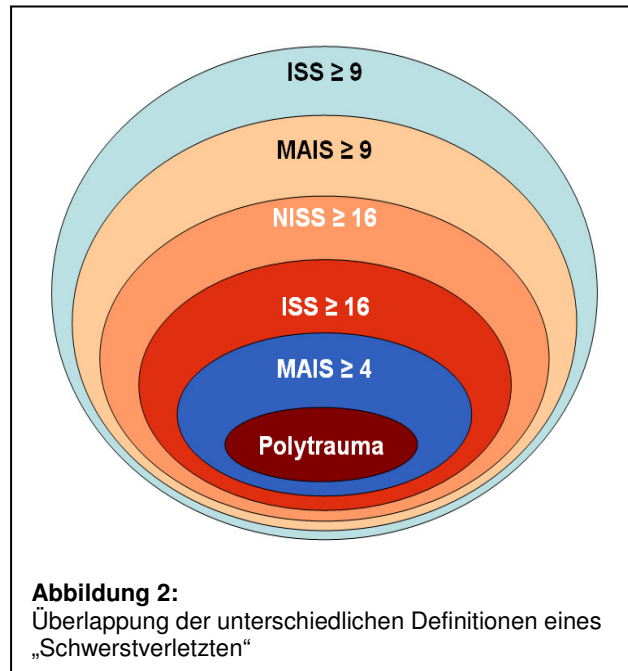 ISS ≥ 9
MAIS ≥ 9
NISS ≥ 16
ISS ≥ 16
MAIS ≥ 4
Polytrauma
Abbildung 2:
Überlappung der unterschiedlichen Definitionen eines
„Schwerstverletzten“